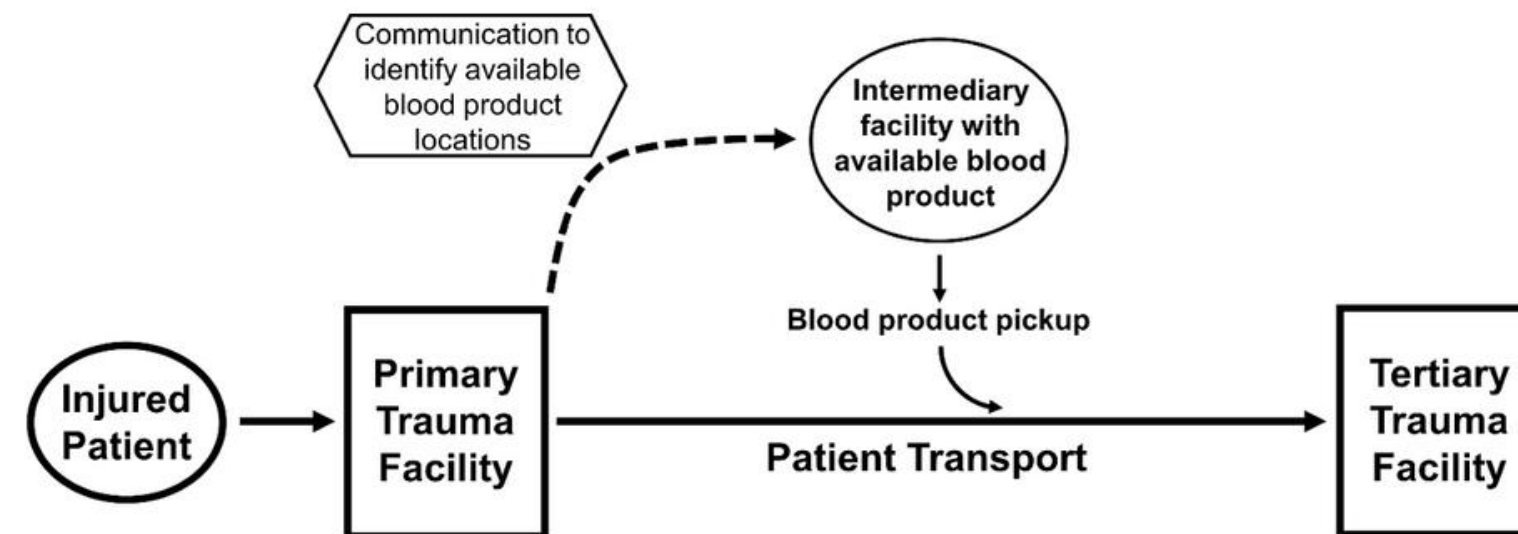 Communication to
identify available
blood product
locations
Intermediary
facility with
available blood
product
Blood product pickup
Injured
Patient
Primary
Trauma
Facility
Patient Transport
Tertiary
Trauma
Facility